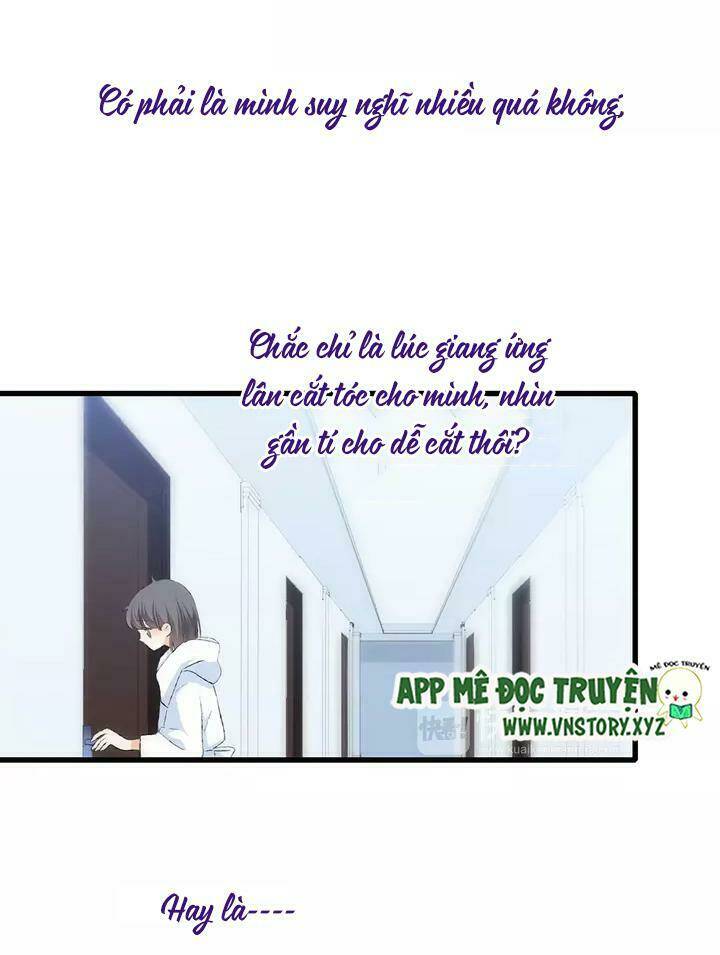 Có phải là mình suy nghĩ nhiều quá không,
Chắc chỉ là lúc giang ứng
lân cắt tóc cho mình, nhìn
gần tí cho dễ cắt thôi?
MÊ ĐỌC TRUYỆN
APP MÊ ĐỌC TRUYỆN
WWW.VNSTORY.XYZ
Hay là----